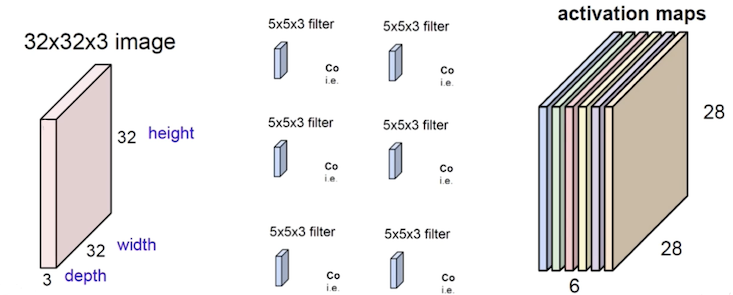 32x32x3 image
32 height
32 width
3 depth
5x5x3 filter
Co
i.e.
5x5x3 filter
Co
i.e.
5x5x3 filter
Co
i.e.
5x5x3 filter
Co
i.e.
5x5x3 filter
Co
i.e.
5x5x3 filter
Co
i.e.
activation maps
28
28
6